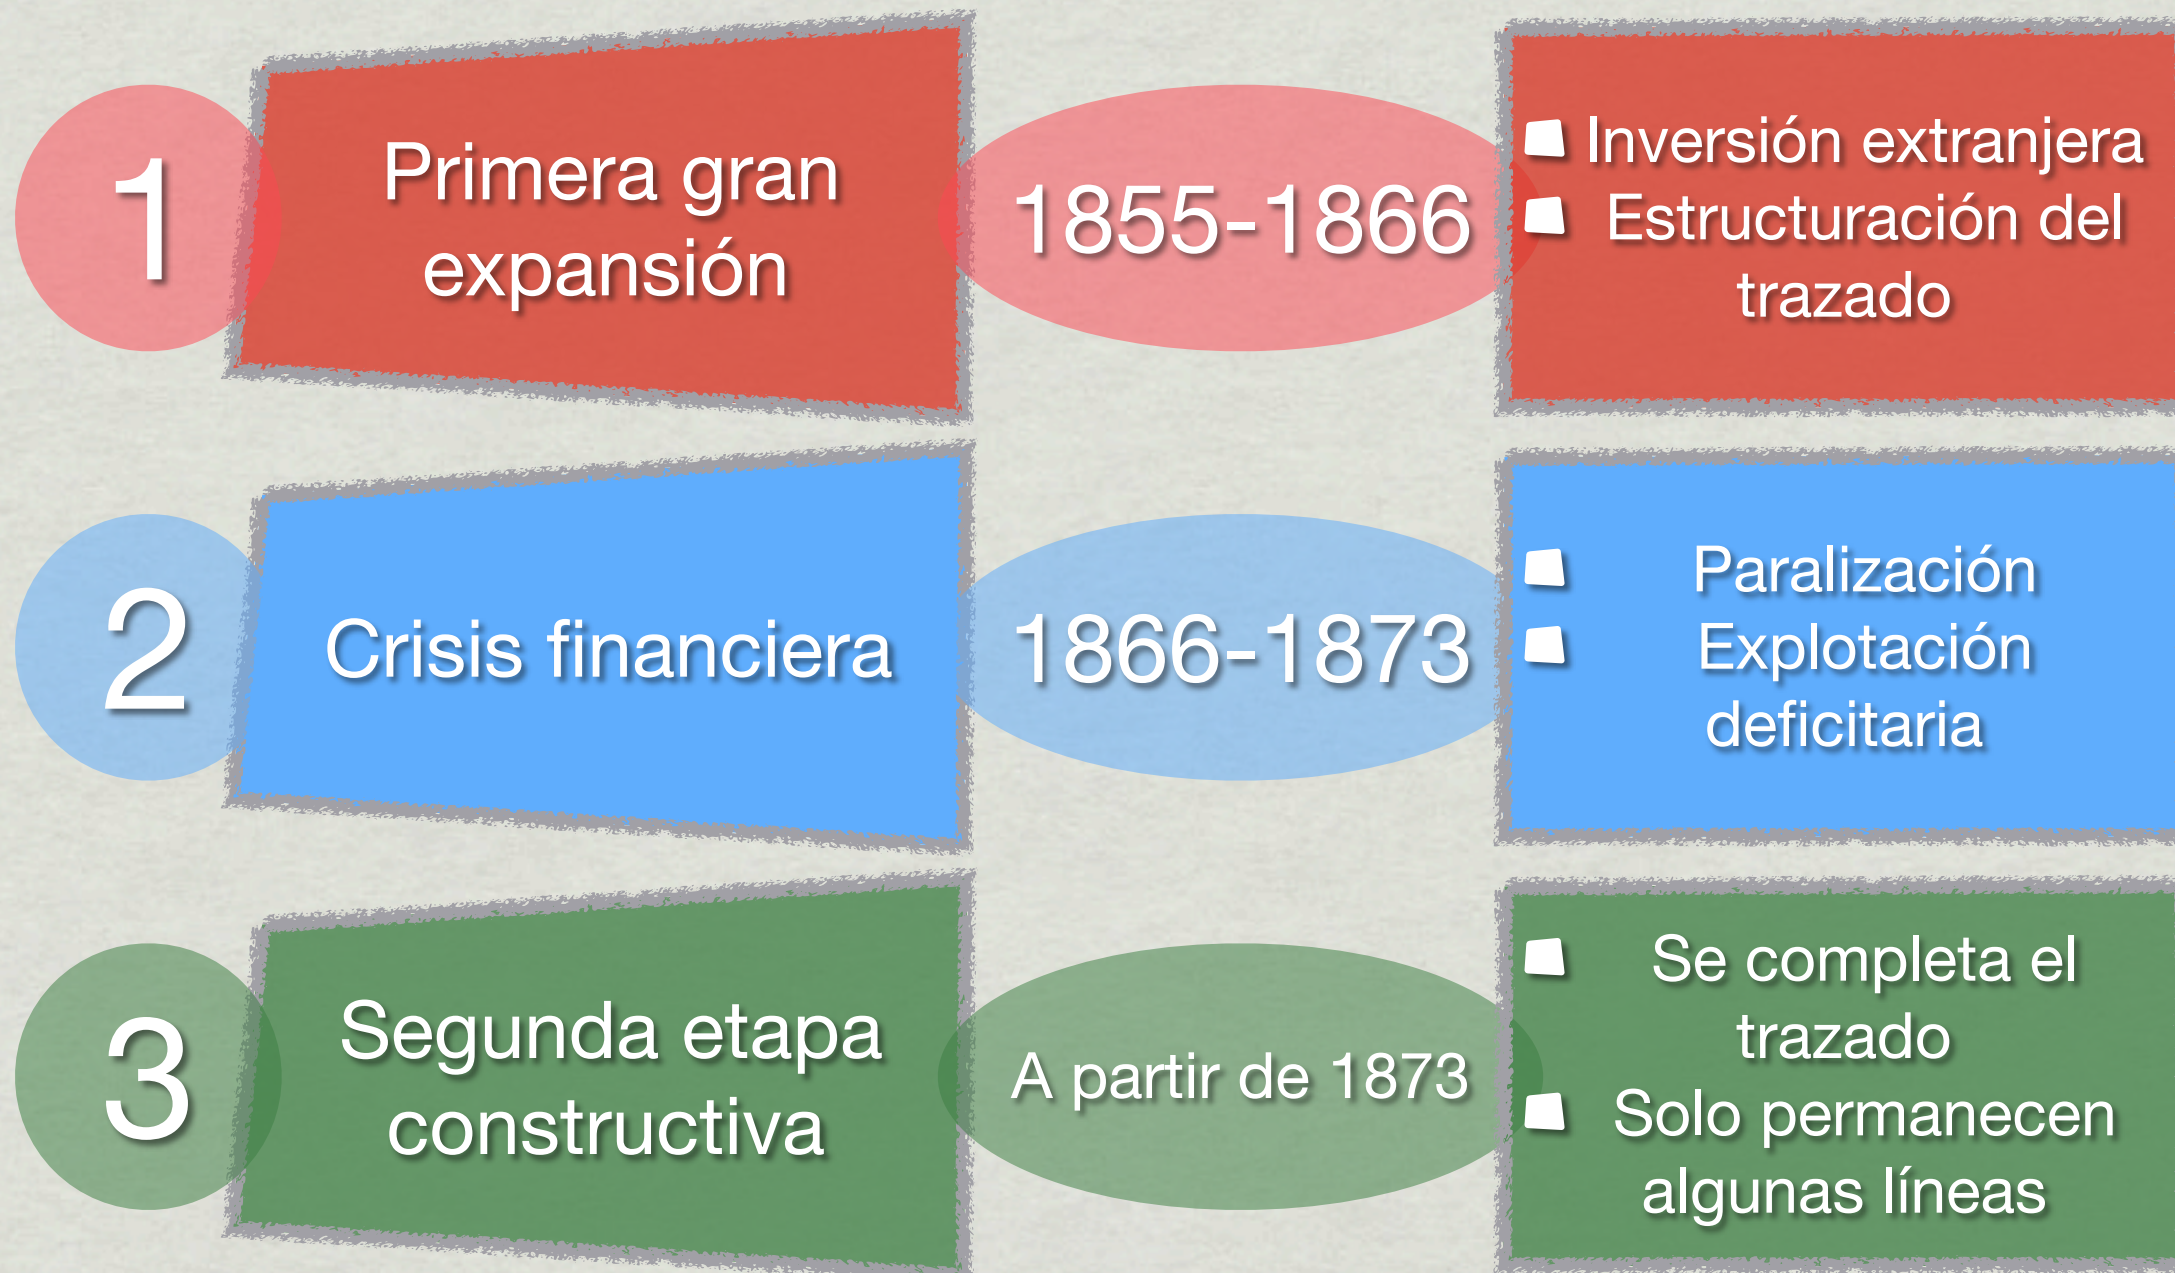 1
Primera gran
expansión
1855-1866
Inversión extranjera
Estructuración del
trazado
2
Crisis financiera
1866-1873
Paralización
Explotación
deficitaria
3
Segunda etapa
constructiva
A partir de 1873
Se completa el
trazado
Solo permanecen
algunas líneas